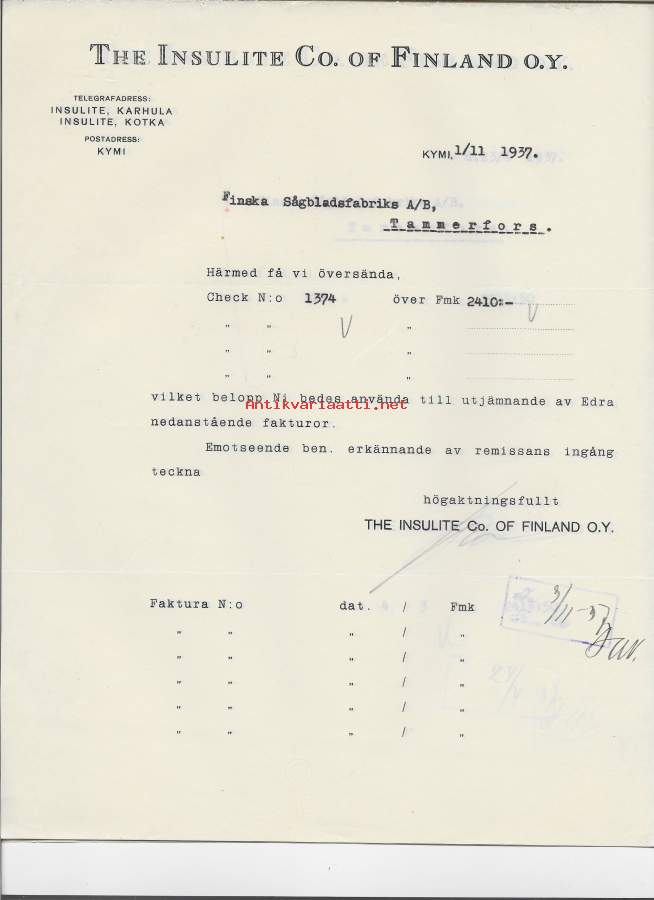 THE INSULITE CO. OF FINLAND O.Y.
TELEGRAFADRESS:
INSULITE, KARHULA
INSULITE, KOTKA
POSTADRESS:
KYMI
KYMI, 1/11 1937.
Finska Sågbladsfabriks A/B,
Tammerfors.
Härmed få vi översända,
Check N:o 1374 över Fmk 2410:-
" " "
" " "
" " "
vilket belopp Ni bedes använda till utjämnande av Edra
Antikvariaatti.net
nedanstående fakturor.
Emotseende ben. erkännande av remissans ingång
teckna
högaktningsfullt
THE INSULITE Co. OF FINLAND O.Y.
Faktura N:o dat. / Fmk
" " " / "
" " " / "
" " " / "
" " " / "
" " " / "
3/11-37